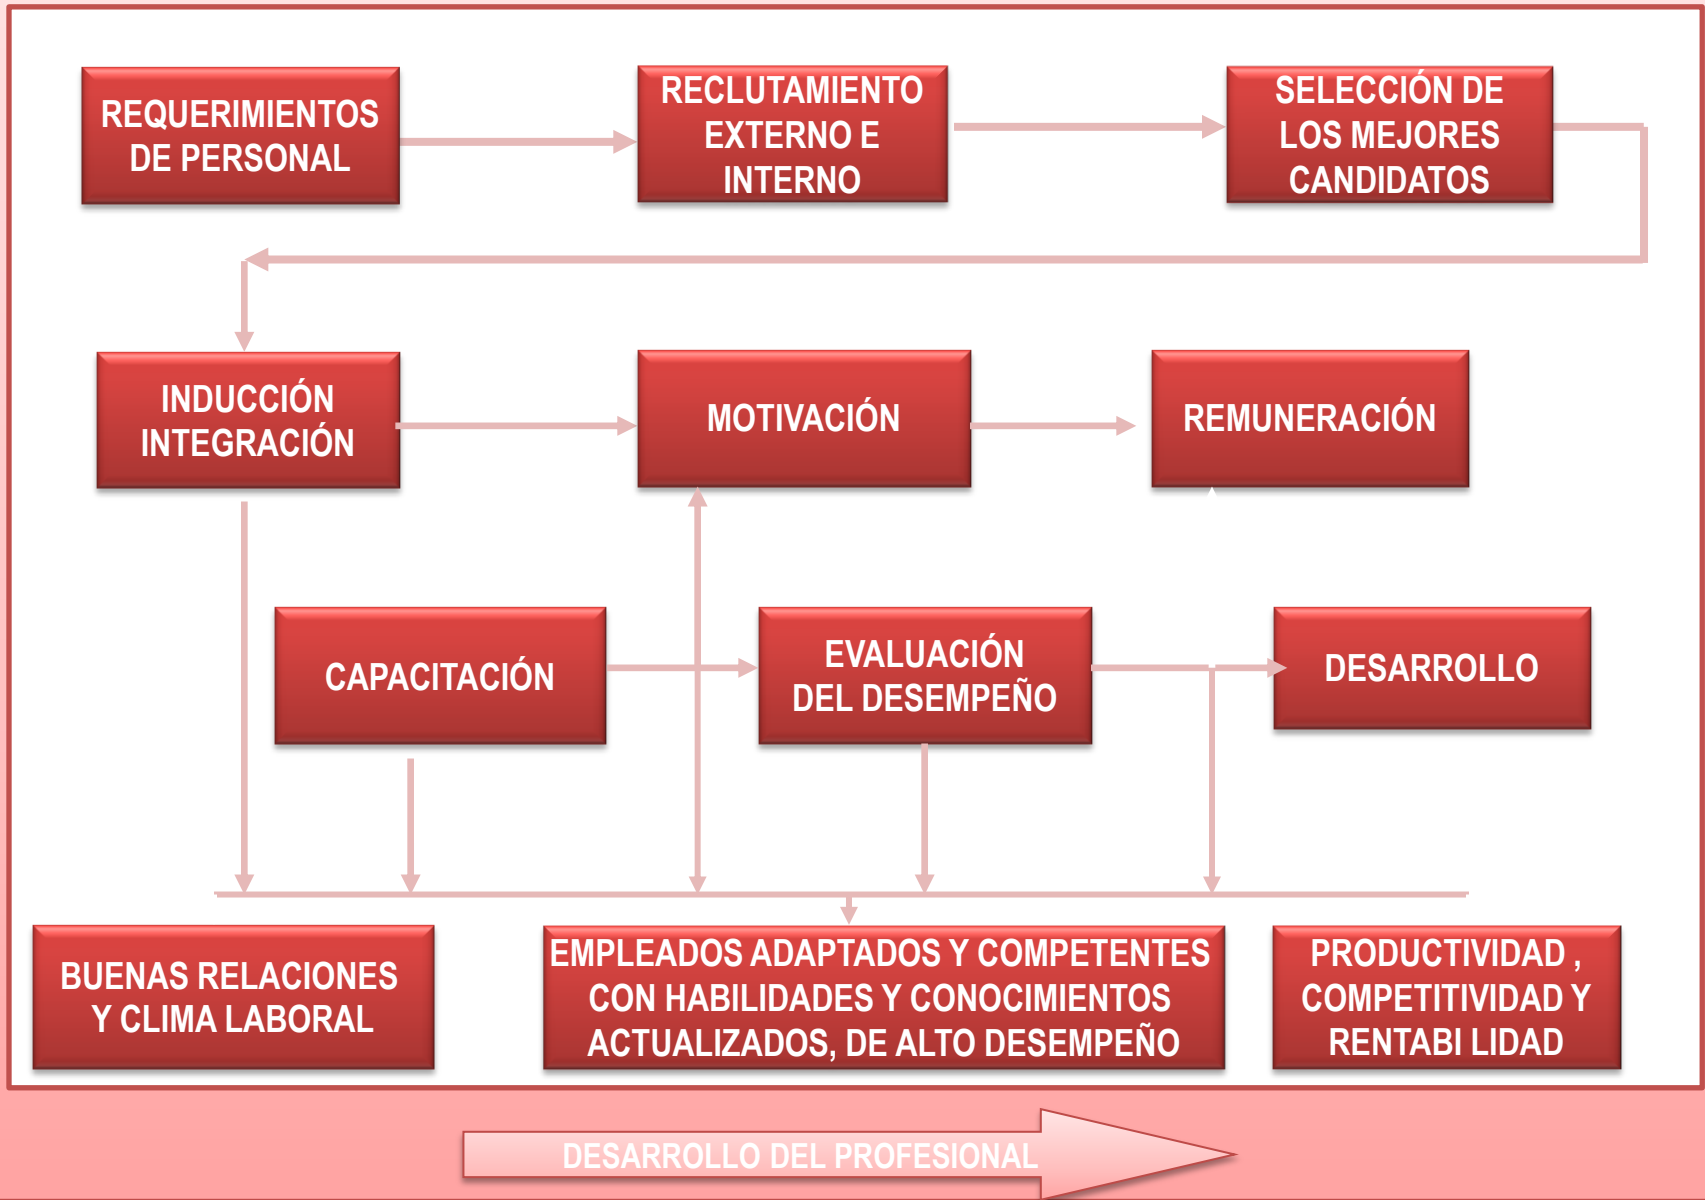 REQUERIMIENTOS
DE PERSONAL
RECLUTAMIENTO
EXTERNO E
INTERNO
SELECCIÓN DE
LOS MEJORES
CANDIDATOS
INDUCCIÓN
INTEGRACIÓN
MOTIVACIÓN
REMUNERACIÓN
CAPACITACIÓN
EVALUACIÓN
DEL DESEMPEÑO
DESARROLLO
BUENAS RELACIONES
Y CLIMA LABORAL
EMPLEADOS ADAPTADOS Y COMPETENTES
CON HABILIDADES Y CONOCIMIENTOS
ACTUALIZADOS, DE ALTO DESEMPEÑO
PRODUCTIVIDAD ,
COMPETITIVIDAD Y
RENTABI LIDAD
DESARROLLO DEL PROFESIONAL